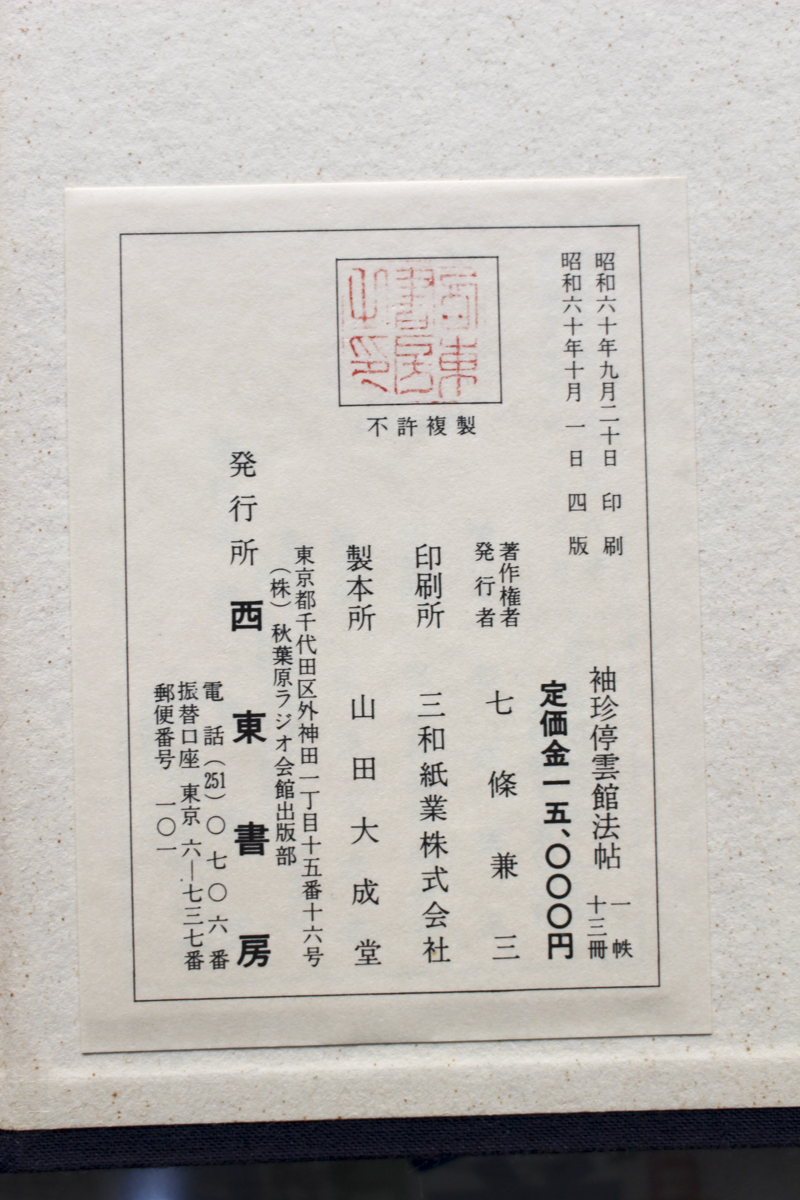 昭和六十年九月二十日 印刷
昭和六十年十月一日 四版
西東
書房
之印
不許複製
袖珍停雲館法帖 一帙
十三冊
定価金一五、〇〇〇円
著作権者
発行者 七條兼三
印刷所 三和紙業株式会社
製本所 山田大成堂
東京都千代田区外神田一丁目十五番十六号
（株）秋葉原ラジオ会館出版部
発行所 西東書房
電話（251）〇七〇六番
振替口座 東京 六―七三七番
郵便番号 一〇一